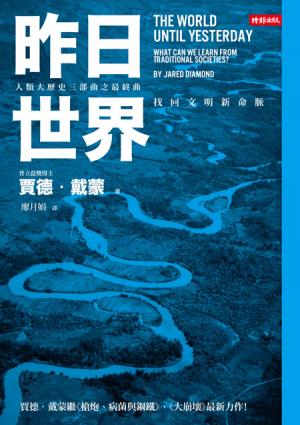 時報出版
昨日
世界
THE WORLD
UNTIL YESTERDAY
WHAT CAN WE LEARN FROM
TRADITIONAL SOCIETIES?
BY JARED DIAMOND
人類大歷史三部曲之最終曲
找回文明新命脈
普立茲獎得主
賈德・戴蒙 著
廖月娟 譯
賈德・戴蒙繼《槍炮、病菌與鋼鐵》、《大崩壞》最新力作!